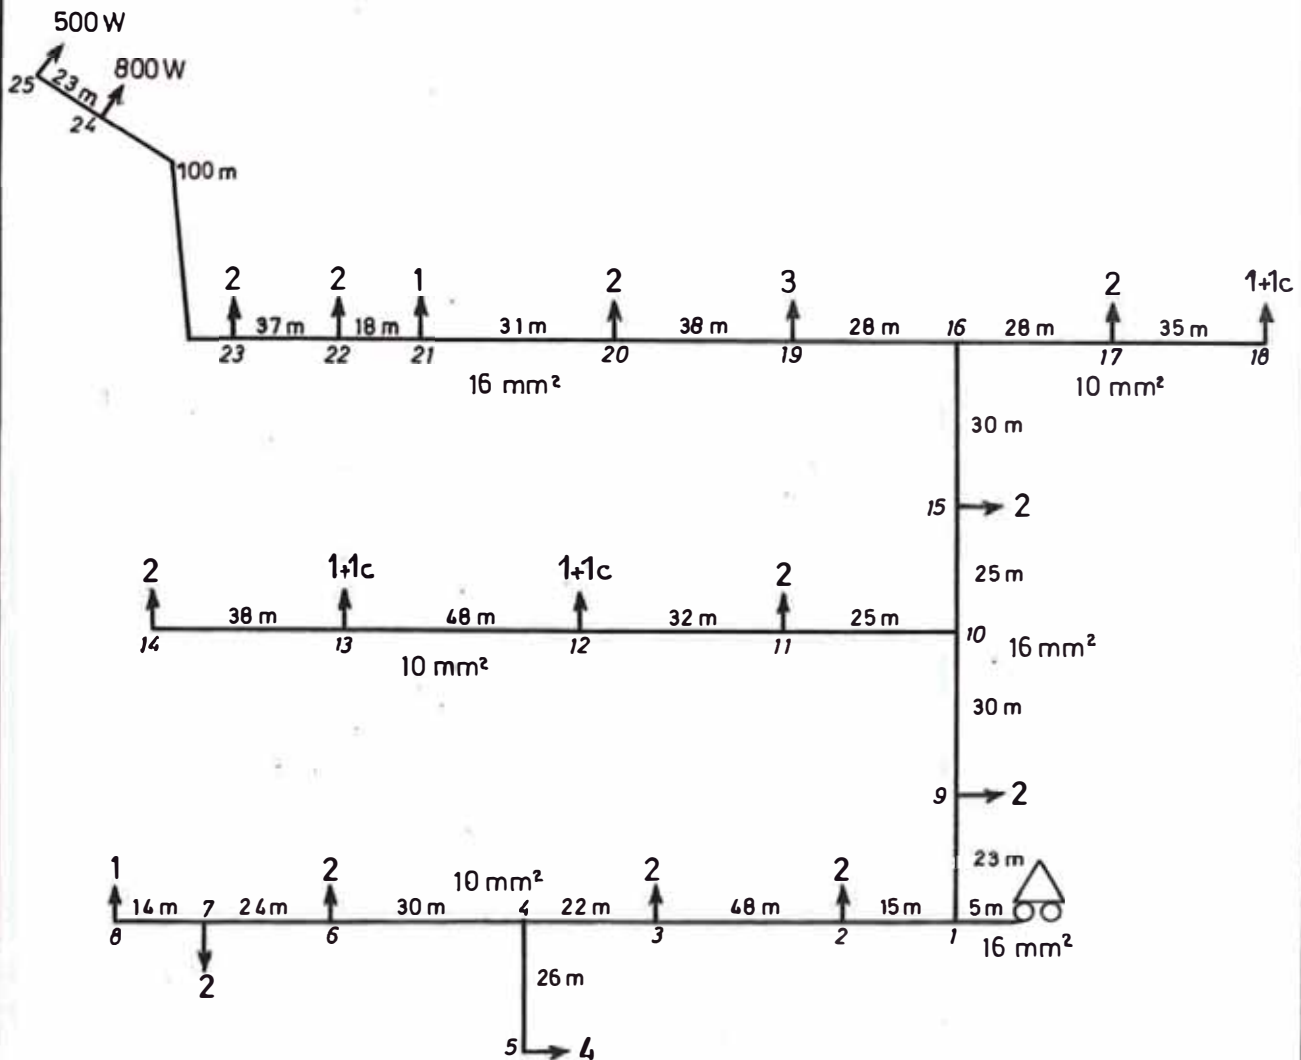 500 W
800 W
25 23 m
24
100 m
2 2 1 2 3 2 1+1c
37 m 18 m 31 m 38 m 28 m 16 28 m 35 m
23 22 21 20 19 17 18
16 mm² 10 mm²
30 m
15 2
25 m
2 1+1c 1+1c 2
38 m 48 m 32 m 25 m
14 13 12 11 10 16 mm²
10 mm²
30 m
9 2
23 m
1 2 10 mm² 2 2
14 m 7 24 m 30 m 4 22 m 48 m 15 m 5 m
8 6 3 2 1 16 mm²
2
26 m
5 4